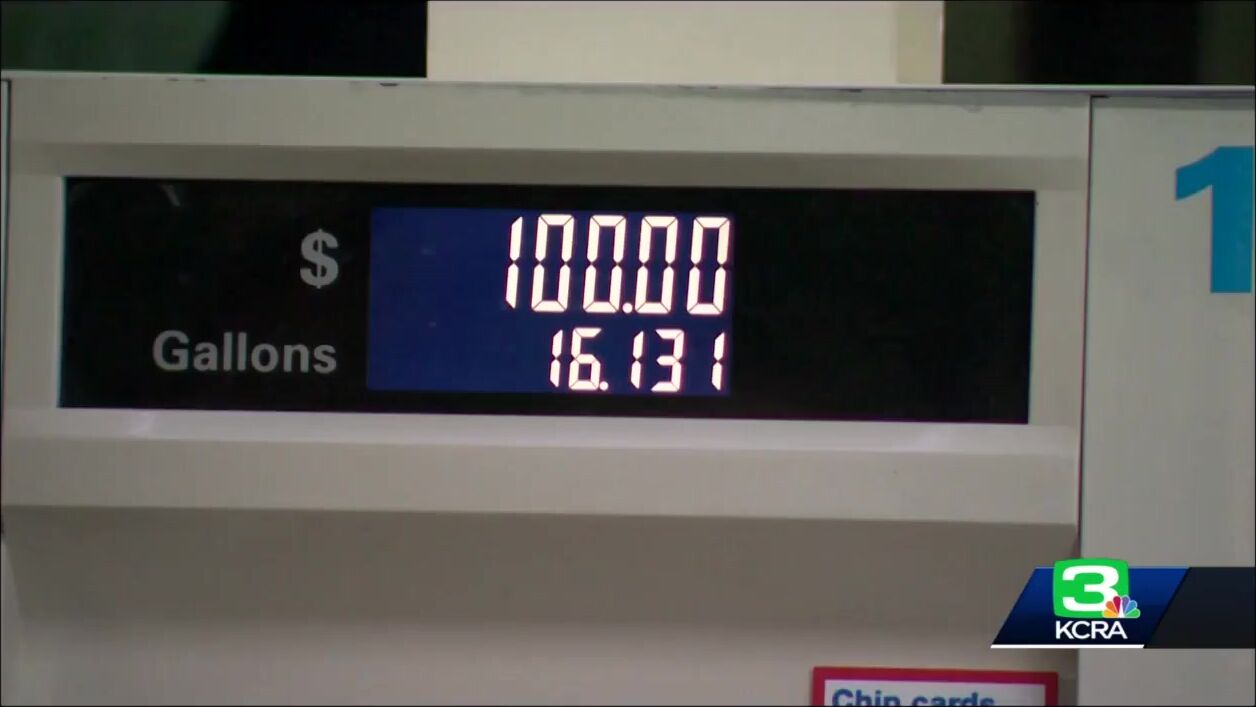 $ 100.00
Gallons 16.131
1
3
KCRA
Chip cards